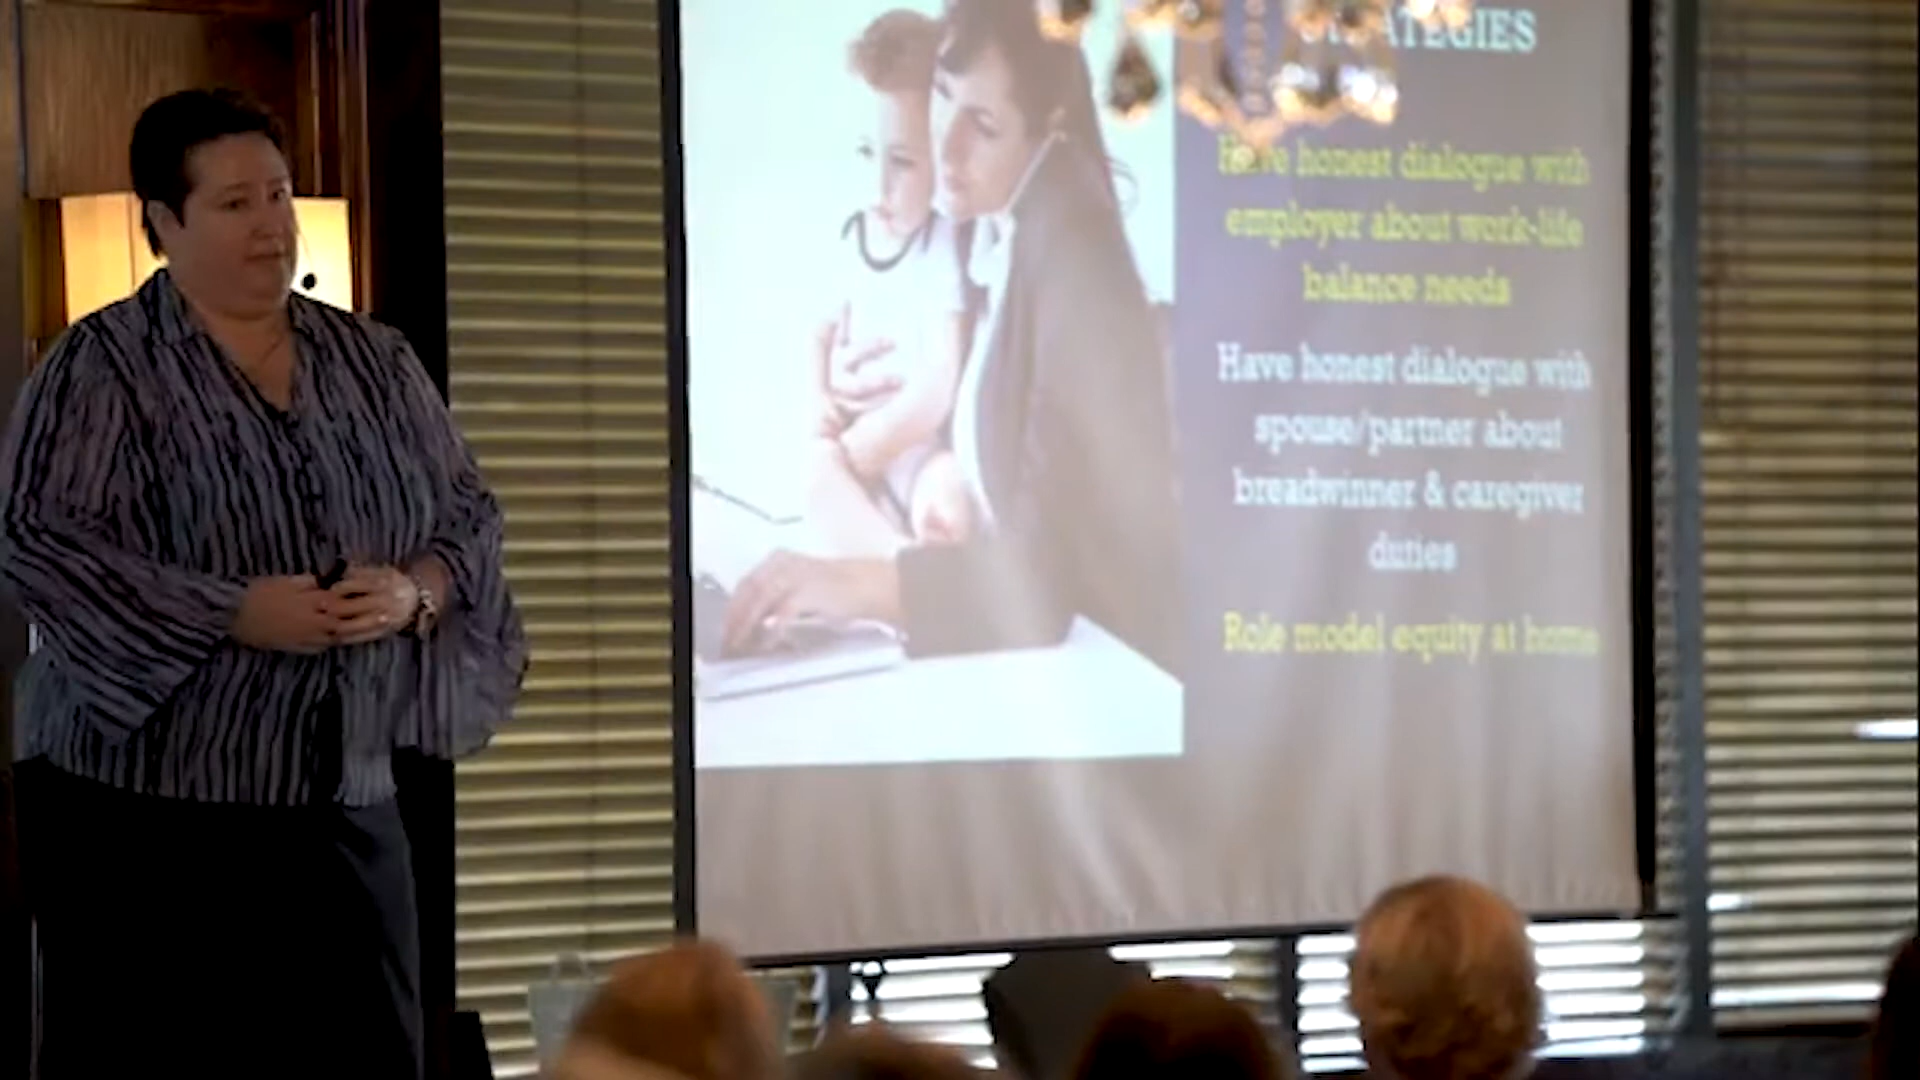 STRATEGIES
Have honest dialogue with
employer about work-life
balance needs
Have honest dialogue with
spouse/partner about
breadwinner & caregiver
duties
Role model equity at home